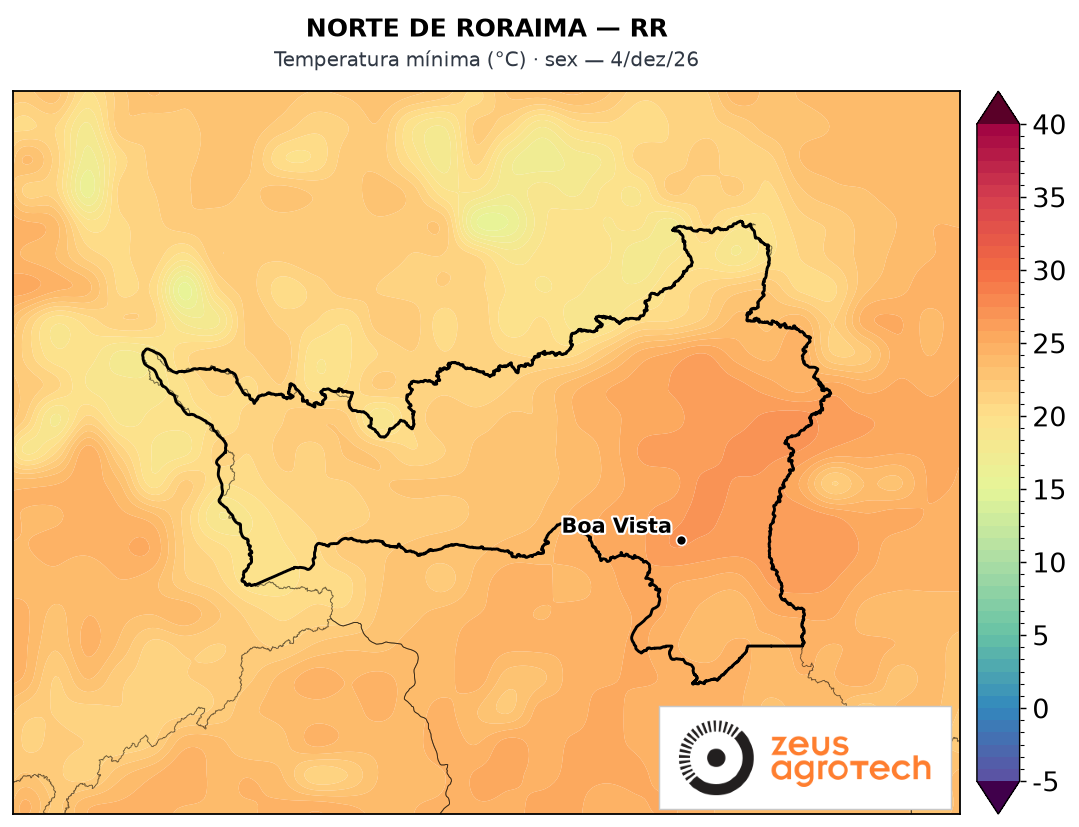 NORTE DE RORAIMA — RR
Temperatura mínima (°C) · sex — 4/dez/26
40
35
30
25
20
15
10
5
0
-5
Boa Vista
zeus
agrotech